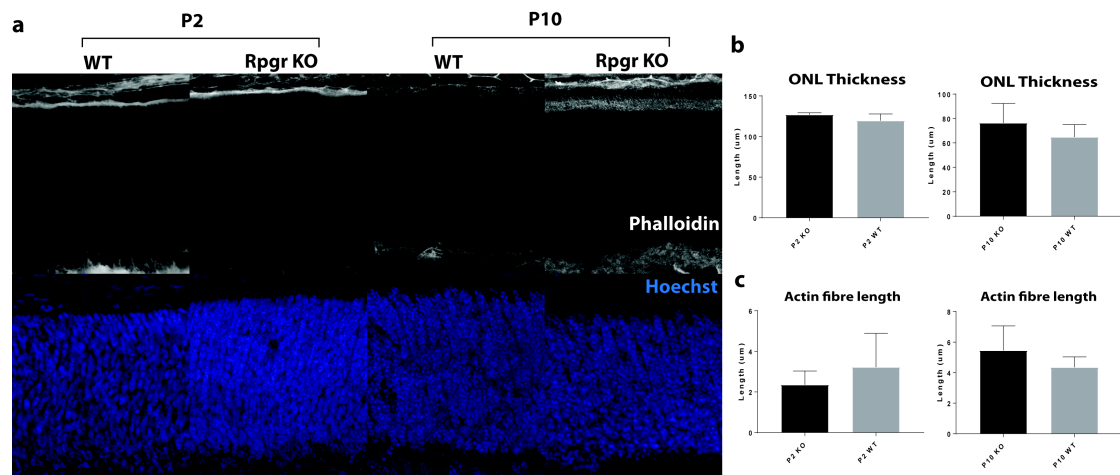 a
P2
P10
WT
Rpgr KO
WT
Rpgr KO
Phalloidin
Hoechst
b
ONL Thickness
Length (um)
150
100
50
0
P2 KO
P2 WT
ONL Thickness
Length (um)
100
80
60
40
20
0
P10 KO
P10 WT
c
Actin fibre length
Length (um)
6
4
2
0
P2 KO
P2 WT
Actin fibre length
Length (um)
8
6
4
2
0
P10 KO
P10 WT